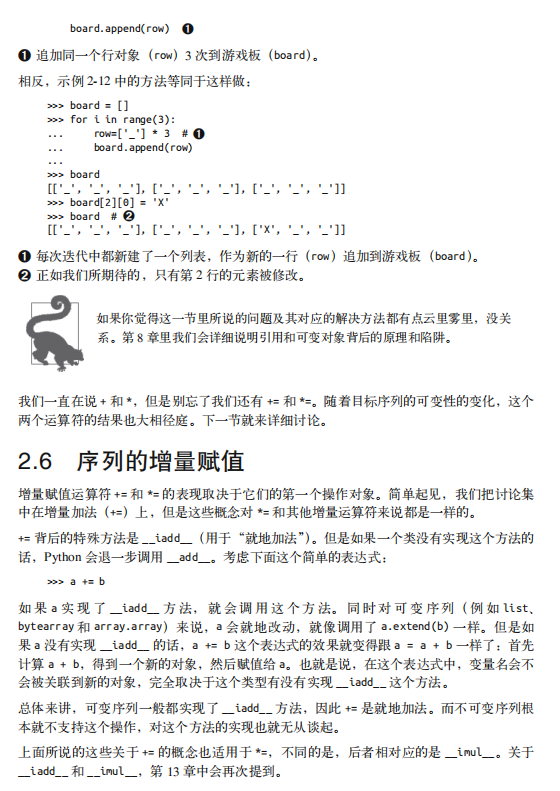 board.append(row) ❶
❶ 追加同一个行对象（row）3 次到游戏板（board）。
相反，示例 2-12 中的方法等同于这样做：
>>> board = []
>>> for i in range(3):
...     row=['_'] * 3  # ❶
...     board.append(row)
...
>>> board
[['_', '_', '_'], ['_', '_', '_'], ['_', '_', '_']]
>>> board[2][0] = 'X'
>>> board  # ❷
[['_', '_', '_'], ['_', '_', '_'], ['X', '_', '_']]
❶ 每次迭代中都新建了一个列表，作为新的一行（row）追加到游戏板（board）。
❷ 正如我们所期待的，只有第 2 行的元素被修改。
如果你觉得这一节里所说的问题及其对应的解决方法都有点云里雾里，没关
系。第 8 章里我们会详细说明引用和可变对象背后的原理和陷阱。
我们一直在说 + 和 *，但是别忘了我们还有 += 和 *=。随着目标序列的可变性的变化，这个
两个运算符的结果也大相径庭。下一节就来详细讨论。
2.6 序列的增量赋值
增量赋值运算符 += 和 *= 的表现取决于它们的第一个操作对象。简单起见，我们把讨论集
中在增量加法（+=）上，但是这些概念对 *= 和其他增量运算符来说都是一样的。
+= 背后的特殊方法是 __iadd__（用于“就地加法”）。但是如果一个类没有实现这个方法的
话，Python 会退一步调用 __add__。考虑下面这个简单的表达式：
>>> a += b
如果 a 实现了 __iadd__ 方法，就会调用这个方法。同时对可变序列（例如 list、
bytearray 和 array.array）来说，a 会就地改动，就像调用了 a.extend(b) 一样。但是如
果 a 没有实现 __iadd__ 的话，a += b 这个表达式的效果就变得跟 a = a + b 一样了：首先
计算 a + b，得到一个新的对象，然后赋值给 a。也就是说，在这个表达式中，变量名会不
会被关联到新的对象，完全取决于这个类型有没有实现 __iadd__ 这个方法。
总体来讲，可变序列一般都实现了 __iadd__ 方法，因此 += 是就地加法。而不可变序列根
本就不支持这个操作，对这个方法的实现也就无从谈起。
上面所说的这些关于 += 的概念也适用于 *=，不同的是，后者相对应的是 __imul__。关于
__iadd__ 和 __imul__，第 13 章中会再次提到。